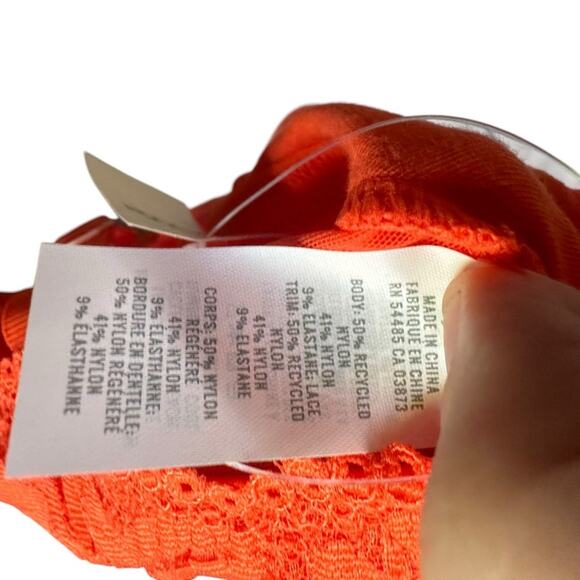 MADE IN CHINA
FABRIQUE EN CHINE
RN 54485 CA 03873
BODY: 50% RECYCLED
NYLON
41% NYLON
9% ELASTANE; LACE
TRIM: 50% RECYCLED
NYLON
41% NYLON
9% ELASTANE
CORPS: 50% NYLON
RÉGÉNÉRÉ
41% NYLON
9% ÉLASTHANNE;
BORDURE EN DENTELLE:
50% NYLON RÉGÉNÉRÉ
41% NYLON
9% ÉLASTHANNE